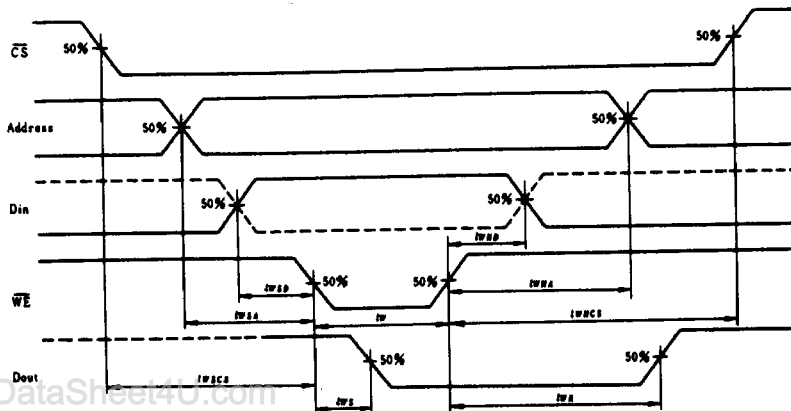 CS 50% 50%
Address 50% 50%
Din 50% 50%
tWHD
WE 50% 50%
tWSD tWHA
tWSA tW tWHCS
Dout 50% 50%
tWSCS
tWS tWR
DataSheet4U.com